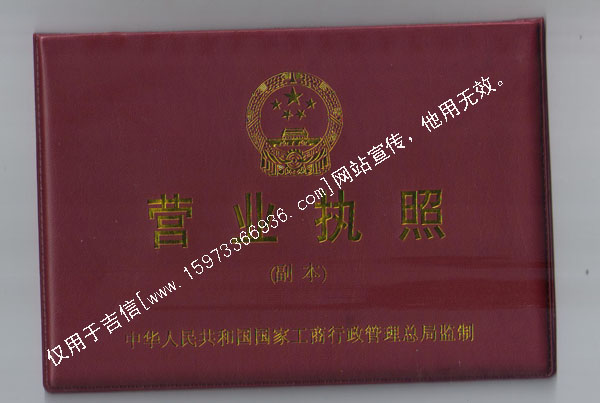 营业执照
(副本)
中华人民共和国国家工商行政管理总局监制
仅用于吉信[www.15973366936.com]网站宣传，他用无效。